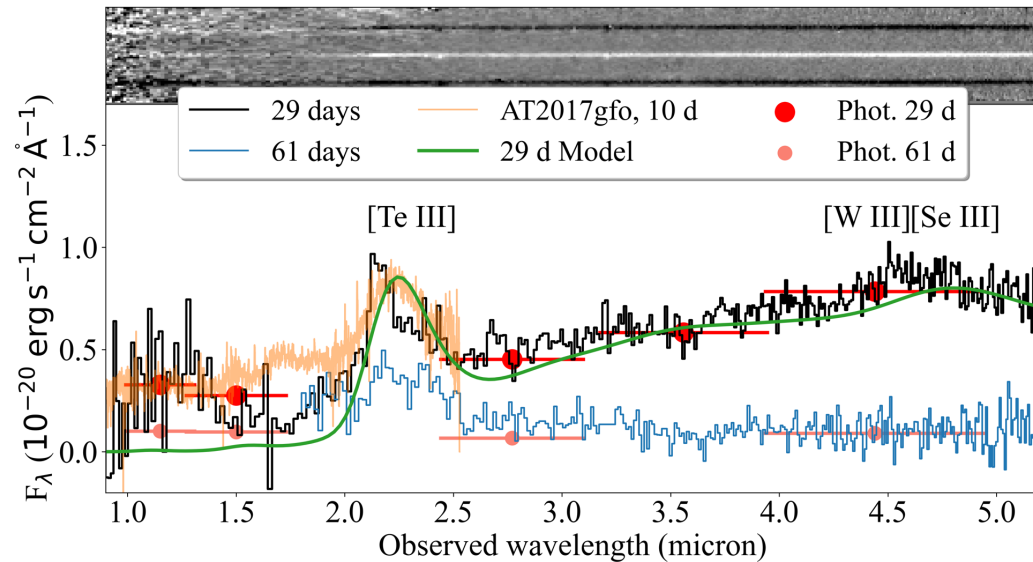 29 days
AT2017gfo, 10 d
Phot. 29 d
61 days
29 d Model
Phot. 61 d
[Te III]
[W III][Se III]
1.5
1.0
0.5
0.0
F_λ (10⁻²⁰ erg s⁻¹ cm⁻² Å⁻¹)
1.0 1.5 2.0 2.5 3.0 3.5 4.0 4.5 5.0
Observed wavelength (micron)